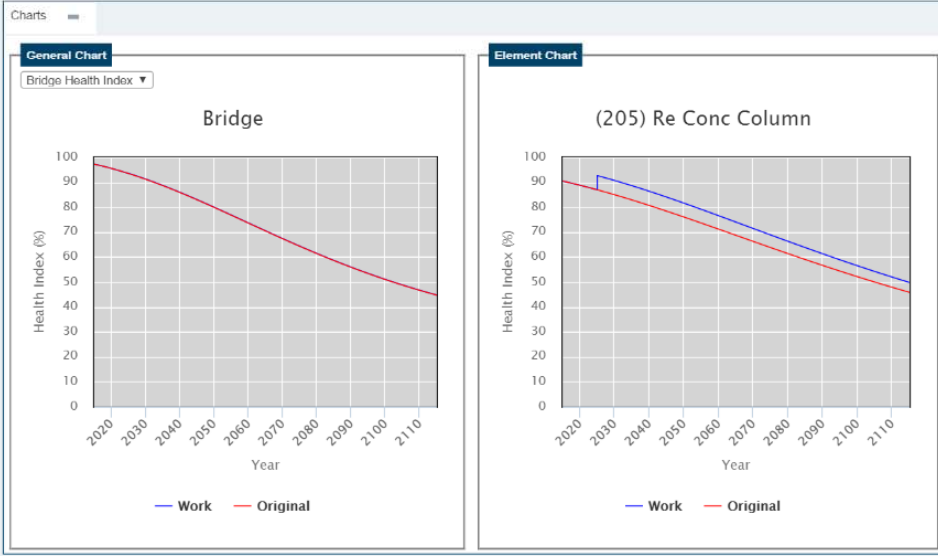 Charts
General Chart
Bridge Health Index ▼
Bridge
Health Index (%)
100
90
80
70
60
50
40
30
20
10
0
2020 2030 2040 2050 2060 2070 2080 2090 2100 2110
Year
Work Original
Element Chart
(205) Re Conc Column
Health Index (%)
100
90
80
70
60
50
40
30
20
10
0
2020 2030 2040 2050 2060 2070 2080 2090 2100 2110
Year
Work Original